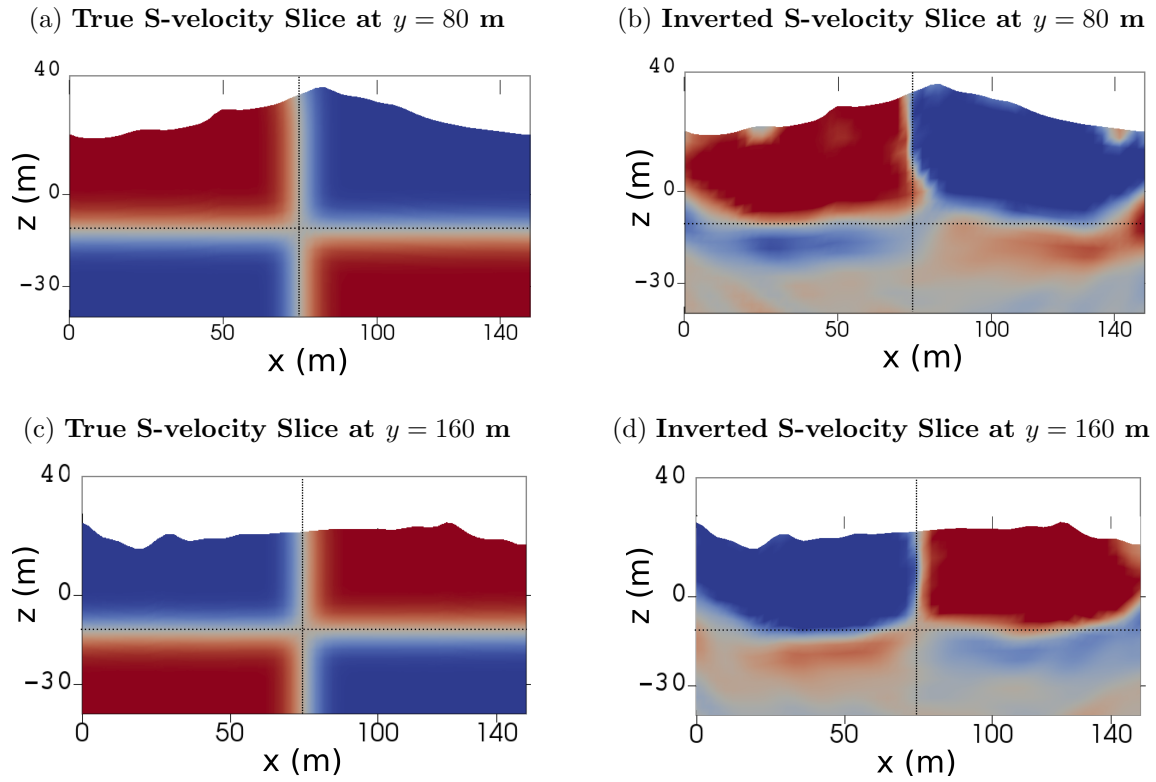 (a) True S-velocity Slice at y = 80 m
40
0
−30
z (m)
0 50 100 140
x (m)
(b) Inverted S-velocity Slice at y = 80 m
40
0
−30
z (m)
0 50 100 140
x (m)
(c) True S-velocity Slice at y = 160 m
40
0
−30
z (m)
0 50 100 140
x (m)
(d) Inverted S-velocity Slice at y = 160 m
40
0
−30
z (m)
0 50 100 140
x (m)